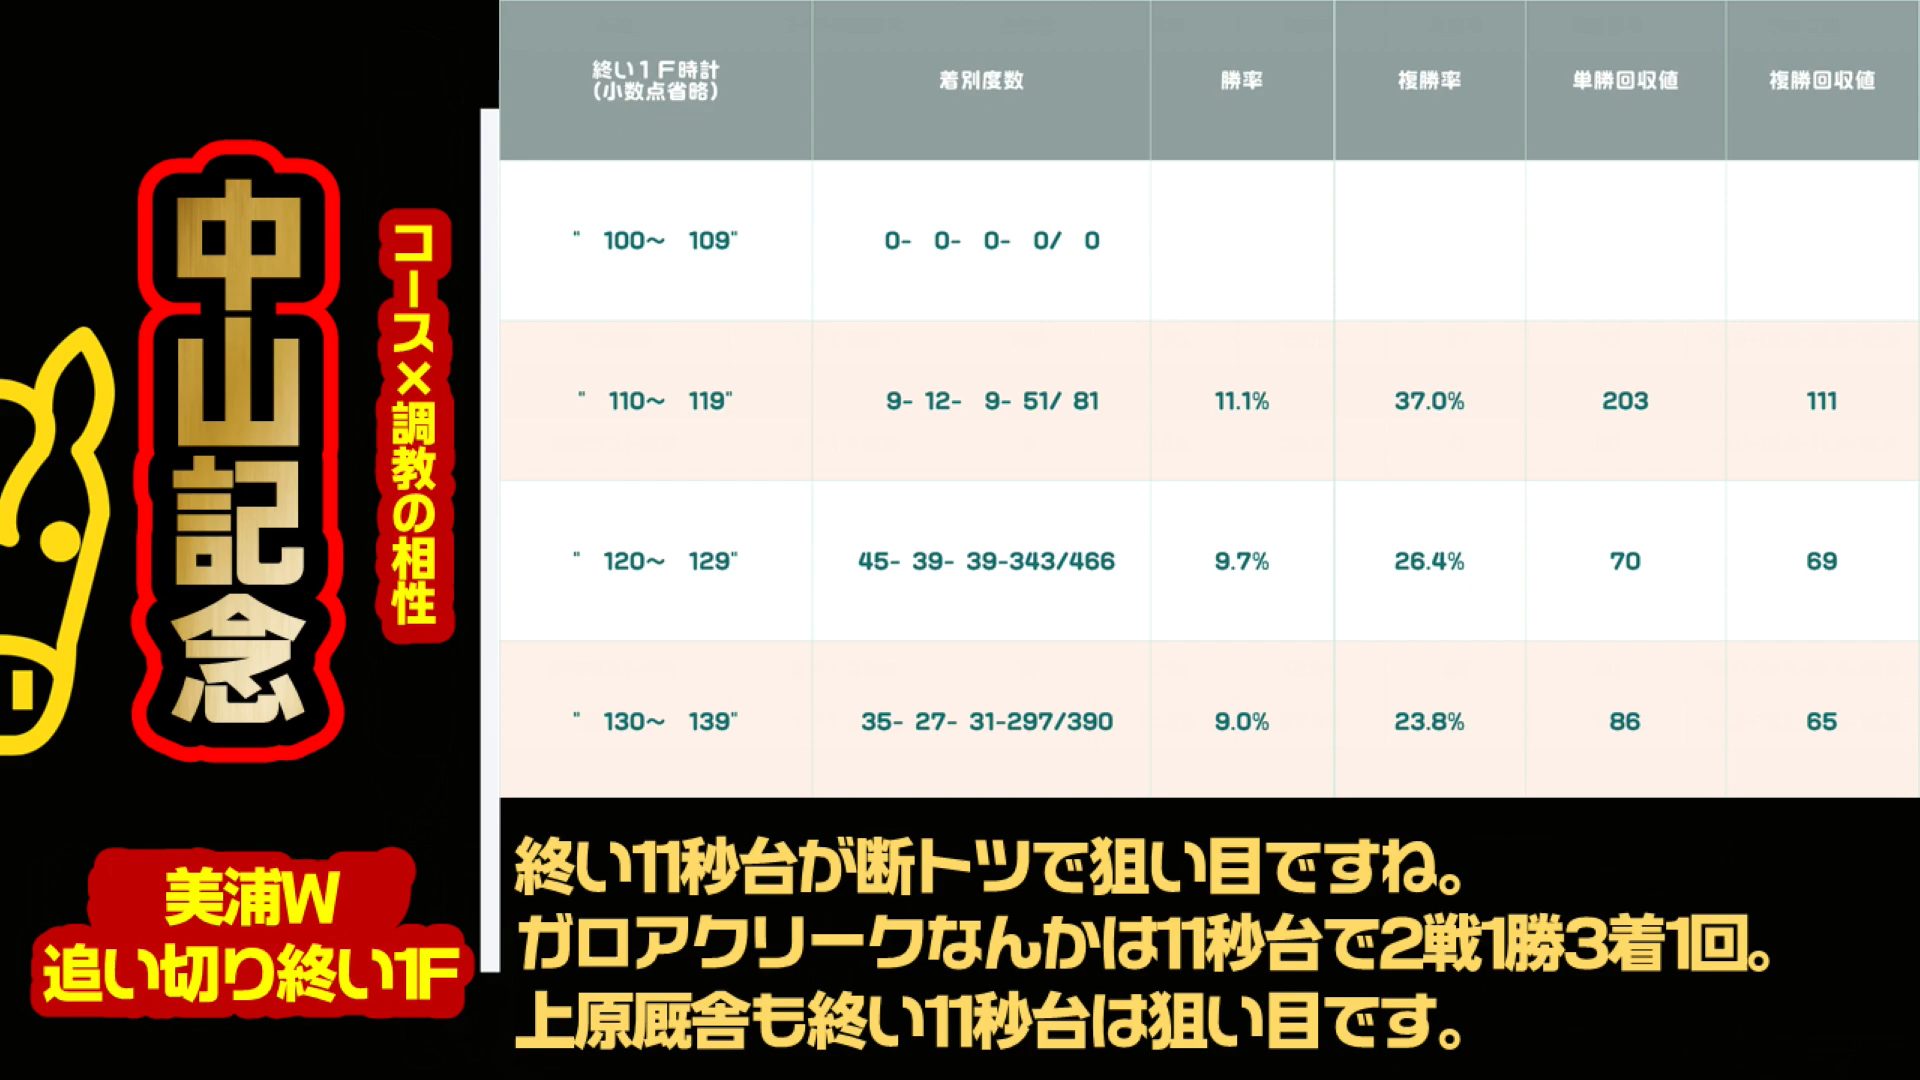 中山記念
コース×調教の相性
美浦W
追い切り終い1F
終い１Ｆ時計
(小数点省略)
着別度数 勝率 複勝率 単勝回収値 複勝回収値
" 100～ 109" 0- 0- 0- 0/ 0
" 110～ 119" 9- 12- 9- 51/ 81 11.1% 37.0% 203 111
" 120～ 129" 45- 39- 39-343/466 9.7% 26.4% 70 69
" 130～ 139" 35- 27- 31-297/390 9.0% 23.8% 86 65
終い11秒台が断トツで狙い目ですね。
ガロアクリークなんかは11秒台で2戦1勝3着1回。
上原厩舎も終い11秒台は狙い目です。